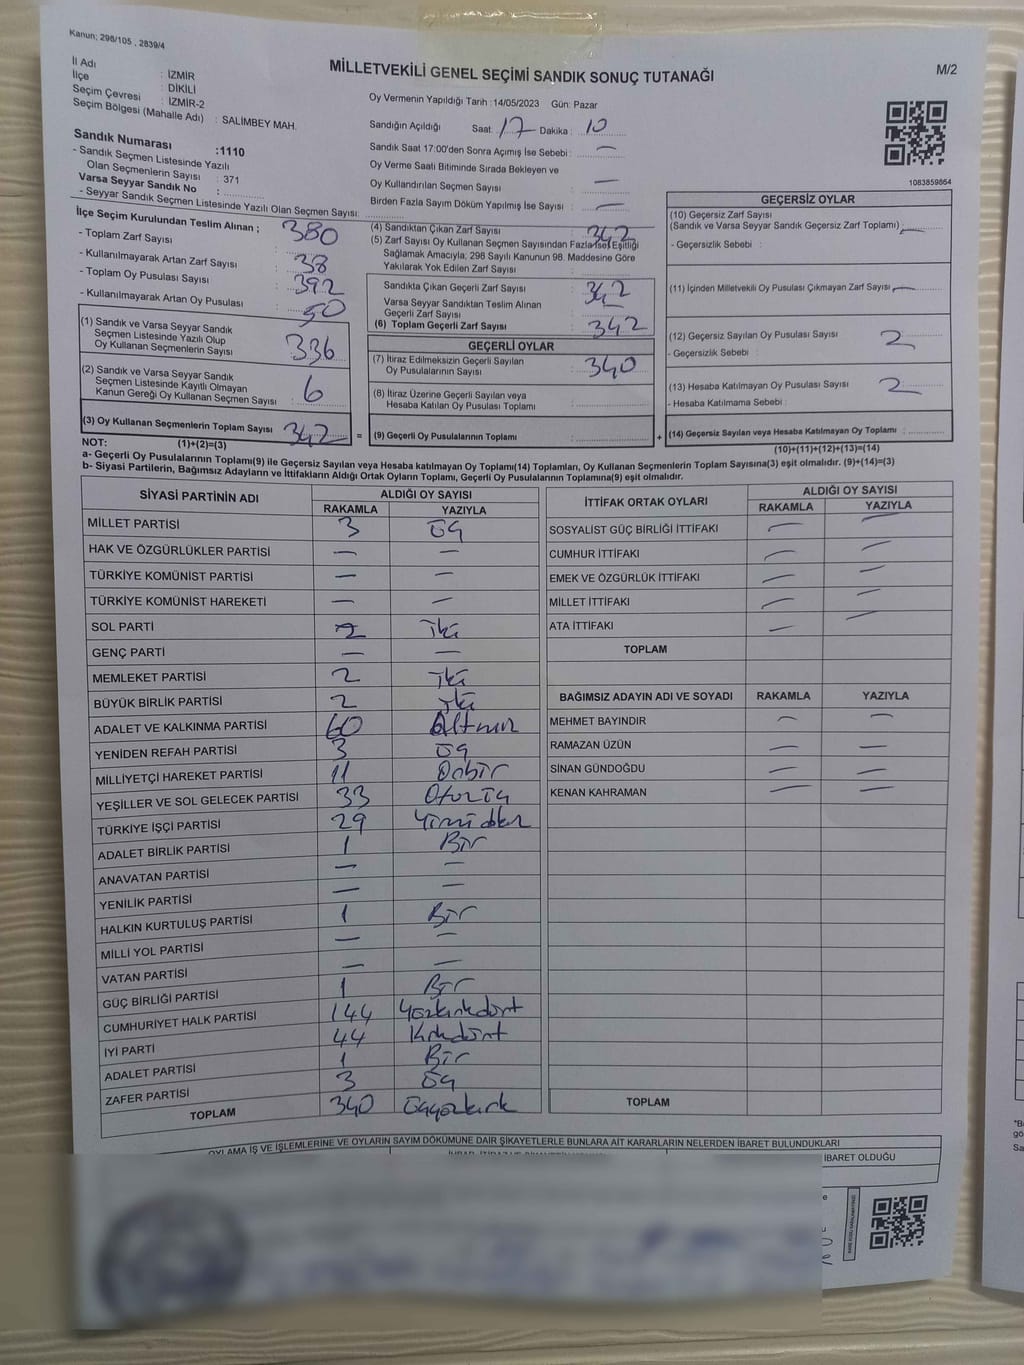 Kanun; 298/105 , 2839/4
MİLLETVEKİLİ GENEL SEÇİMİ SANDIK SONUÇ TUTANAĞI
M/2
İl Adı : İZMİR
İlçe : DİKİLİ
Seçim Çevresi : İZMİR-2
Seçim Bölgesi (Mahalle Adı) : SALİMBEY MAH.
Sandık Numarası :1110
- Sandık Seçmen Listesinde Yazılı
Olan Seçmenlerin Sayısı : 371
Varsa Seyyar Sandık No :
- Seyyar Sandık Seçmen Listesinde Yazılı Olan Seçmen Sayısı:
Oy Vermenin Yapıldığı Tarih :14/05/2023 Gün: Pazar
Sandığın Açıldığı Saat: 17 Dakika: 10
Sandık Saat 17:00'den Sonra Açımış İse Sebebi : —
Oy Verme Saati Bitiminde Sırada Bekleyen ve
Oy Kullandırılan Seçmen Sayısı : —
Birden Fazla Sayım Döküm Yapılmış İse Sayısı : —
1083859864
İlçe Seçim Kurulundan Teslim Alınan ;
- Toplam Zarf Sayısı : 380
- Kullanılmayarak Artan Zarf Sayısı : 38
- Toplam Oy Pusulası Sayısı : 392
- Kullanılmayarak Artan Oy Pusulası : 50
(1) Sandık ve Varsa Seyyar Sandık
Seçmen Listesinde Yazılı Olup
Oy Kullanan Seçmenlerin Sayısı : 336
(2) Sandık ve Varsa Seyyar Sandık
Seçmen Listesinde Kayıtlı Olmayan
Kanun Gereği Oy Kullanan Seçmen Sayısı : 6
(3) Oy Kullanan Seçmenlerin Toplam Sayısı : 342
(4) Sandıktan Çıkan Zarf Sayısı : 342
(5) Zarf Sayısı Oy Kullanan Seçmen Sayısından Fazla İse, Eşitliği
Sağlamak Amacıyla; 298 Sayılı Kanunun 98. Maddesine Göre
Yakılarak Yok Edilen Zarf Sayısı :
Sandıkta Çıkan Geçerli Zarf Sayısı : 342
Varsa Seyyar Sandıktan Teslim Alınan
Geçerli Zarf Sayısı : —
(6) Toplam Geçerli Zarf Sayısı : 342
GEÇERLİ OYLAR
(7) İtiraz Edilmeksizin Geçerli Sayılan
Oy Pusulalarının Sayısı : 340
(8) İtiraz Üzerine Geçerli Sayılan veya
Hesaba Katılan Oy Pusulası Toplamı :
= (9) Geçerli Oy Pusulalarının Toplamı :
GEÇERSİZ OYLAR
(10) Geçersiz Zarf Sayısı
(Sandık ve Varsa Seyyar Sandık Geçersiz Zarf Toplamı) : —
- Geçersizlik Sebebi :
(11) İçinden Milletvekili Oy Pusulası Çıkmayan Zarf Sayısı : —
(12) Geçersiz Sayılan Oy Pusulası Sayısı : 2
- Geçersizlik Sebebi :
(13) Hesaba Katılmayan Oy Pusulası Sayısı : 2
- Hesaba Katılmama Sebebi :
+ (14) Geçersiz Sayılan veya Hesaba Katılmayan Oy Toplamı :
NOT: (1)+(2)=(3)
(10)+(11)+(12)+(13)=(14)
a- Geçerli Oy Pusulalarının Toplamı(9) ile Geçersiz Sayılan veya Hesaba katılmayan Oy Toplamı(14) Toplamları, Oy Kullanan Seçmenlerin Toplam Sayısına(3) eşit olmalıdır. (9)+(14)=(3)
b- Siyasi Partilerin, Bağımsız Adayların ve İttifakların Aldığı Ortak Oyların Toplamı, Geçerli Oy Pusulalarının Toplamına(9) eşit olmalıdır.
SİYASİ PARTİNİN ADI ALDIĞI OY SAYISI
RAKAMLA YAZIYLA
MİLLET PARTİSİ 3 üç
HAK VE ÖZGÜRLÜKLER PARTİSİ — —
TÜRKİYE KOMÜNİST PARTİSİ — —
TÜRKİYE KOMÜNİST HAREKETİ — —
SOL PARTİ 2 iki
GENÇ PARTİ — —
MEMLEKET PARTİSİ 2 iki
BÜYÜK BİRLİK PARTİSİ 2 iki
ADALET VE KALKINMA PARTİSİ 60 Altmış
YENİDEN REFAH PARTİSİ 3 üç
MİLLİYETÇİ HAREKET PARTİSİ 11 Onbir
YEŞİLLER VE SOL GELECEK PARTİSİ 33 Otuzüç
TÜRKİYE İŞÇİ PARTİSİ 29 Yirmidokuz
ADALET BİRLİK PARTİSİ 1 Bir
ANAVATAN PARTİSİ — —
YENİLİK PARTİSİ — —
HALKIN KURTULUŞ PARTİSİ 1 Bir
MİLLİ YOL PARTİSİ — —
VATAN PARTİSİ — —
GÜÇ BİRLİĞİ PARTİSİ 1 Bir
CUMHURİYET HALK PARTİSİ 144 Yüzkırkdört
İYİ PARTİ 44 Kırkdört
ADALET PARTİSİ 1 Bir
ZAFER PARTİSİ 3 üç
TOPLAM 340 üçyüzkırk
İTTİFAK ORTAK OYLARI ALDIĞI OY SAYISI
RAKAMLA YAZIYLA
SOSYALİST GÜÇ BİRLİĞİ İTTİFAKI — —
CUMHUR İTTİFAKI — —
EMEK VE ÖZGÜRLÜK İTTİFAKI — —
MİLLET İTTİFAKI — —
ATA İTTİFAKI — —
TOPLAM
BAĞIMSIZ ADAYIN ADI VE SOYADI RAKAMLA YAZIYLA
MEHMET BAYINDIR — —
RAMAZAN ÜZÜN — —
SİNAN GÜNDOĞDU — —
KENAN KAHRAMAN — —
TOPLAM
OYLAMA İŞ VE İŞLEMLERİNE VE OYLARIN SAYIM DÖKÜMÜNE DAİR ŞİKAYETLERLE BUNLARA AİT KARARLARIN NELERDEN İBARET BULUNDUKLARI
İBARET OLDUĞU